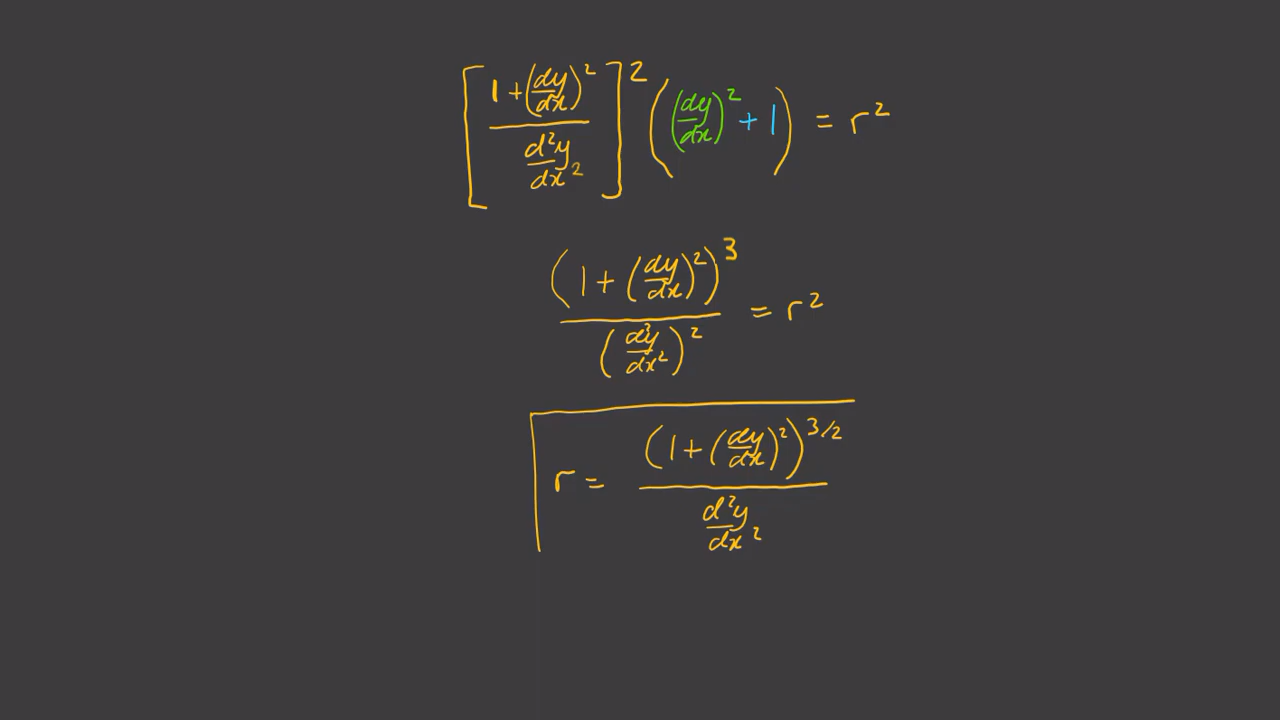 [ (1 + (dy/dx)²) / (d²y/dx²) ]² ( (dy/dx)² + 1 ) = r²
(1 + (dy/dx)²)³ / (d²y/dx²)² = r²
r = (1 + (dy/dx)²)^(3/2) / (d²y/dx²)